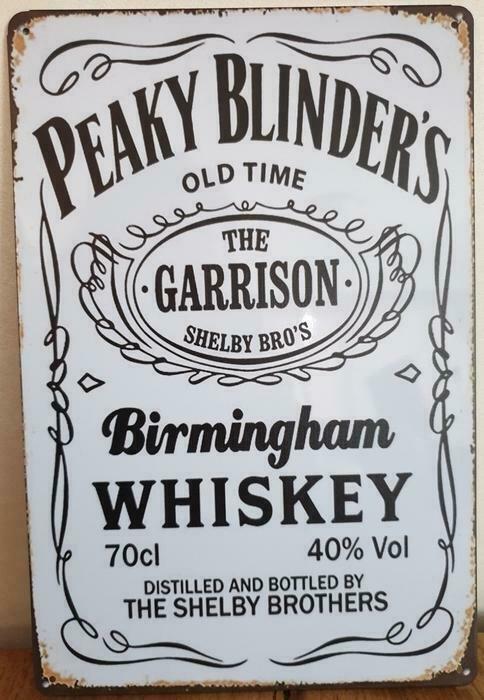 PEAKY BLINDER'S
OLD TIME
THE
·GARRISON·
SHELBY BRO'S
Birmingham
WHISKEY
70cl 40% Vol
DISTILLED AND BOTTLED BY
THE SHELBY BROTHERS